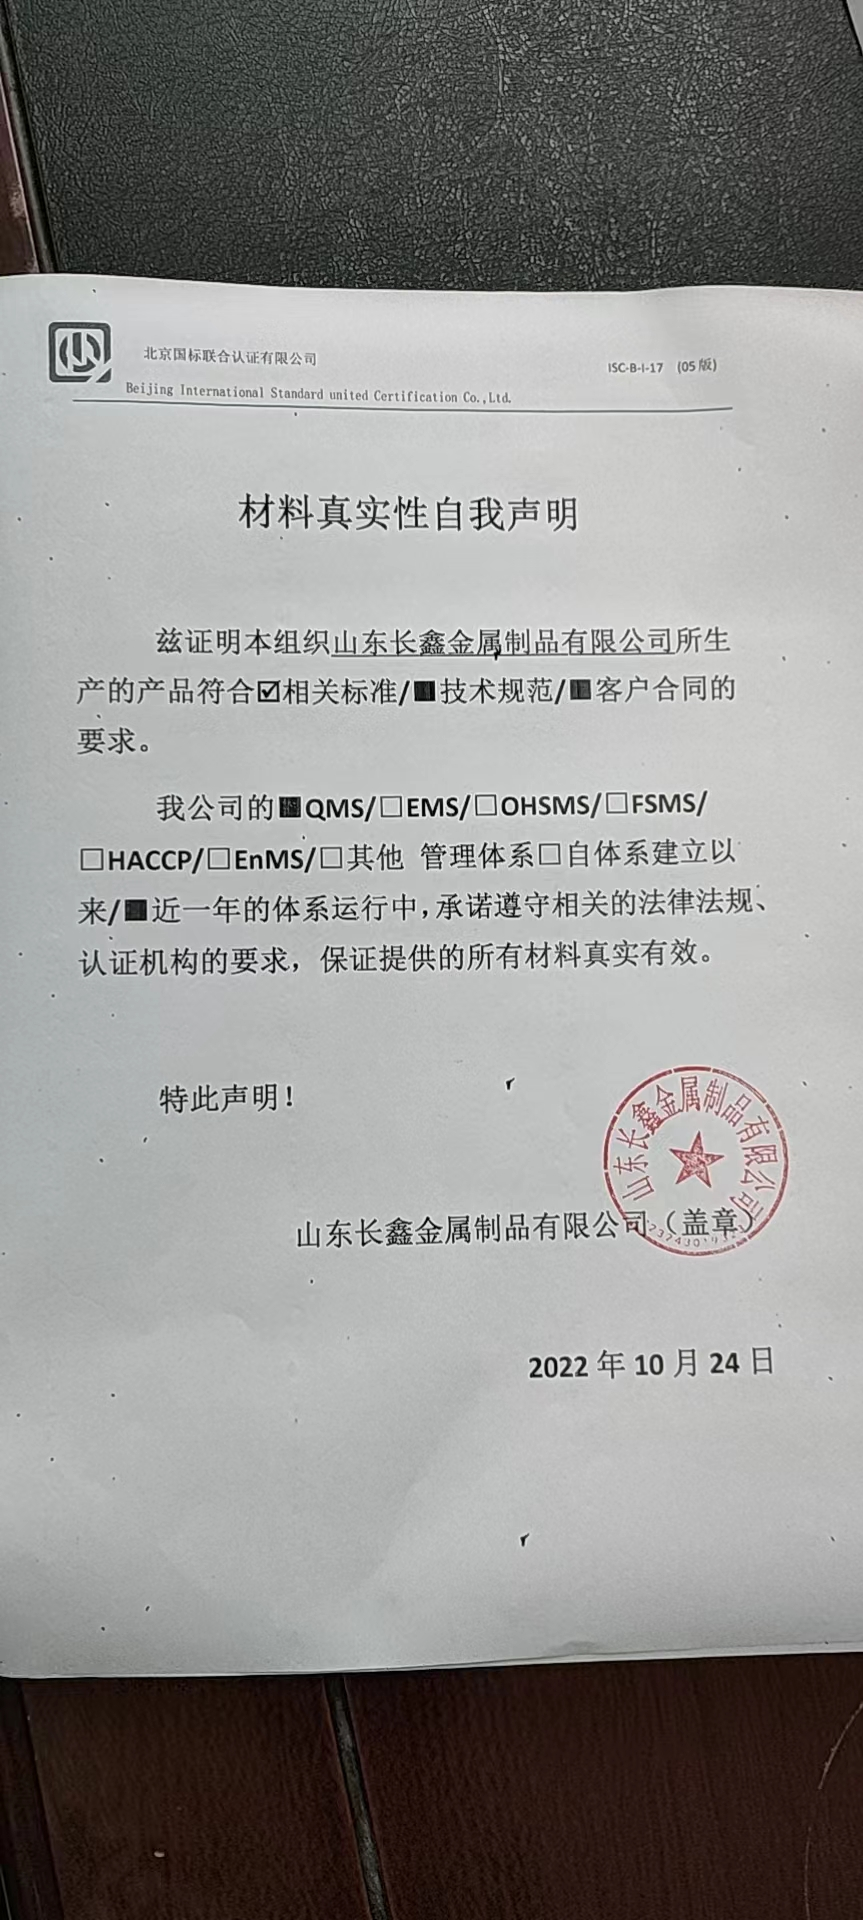 北京国标联合认证有限公司
ISC-B-I-17 (05版)
Beijing International Standard united Certification Co.,Ltd.
材料真实性自我声明
兹证明本组织山东长鑫金属制品有限公司所生
产的产品符合☑相关标准/■技术规范/■客户合同的
要求。
我公司的■QMS/□EMS/□OHSMS/□FSMS/
□HACCP/□EnMS/□其他 管理体系□自体系建立以
来/■近一年的体系运行中,承诺遵守相关的法律法规、
认证机构的要求，保证提供的所有材料真实有效。
特此声明！
山东长鑫金属制品有限公司
山东长鑫金属制品有限公司（盖章）
2022 年 10 月 24 日